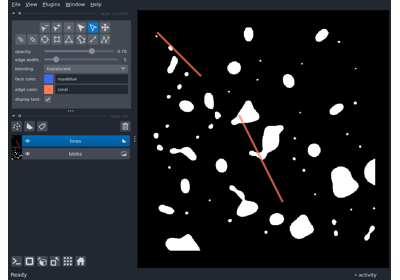 File View Plugins Window Help
opacity: 0.70
edge width:
blending: translucent
face color: royalblue
edge color: coral
display text:
lines
blobs
Ready
activity